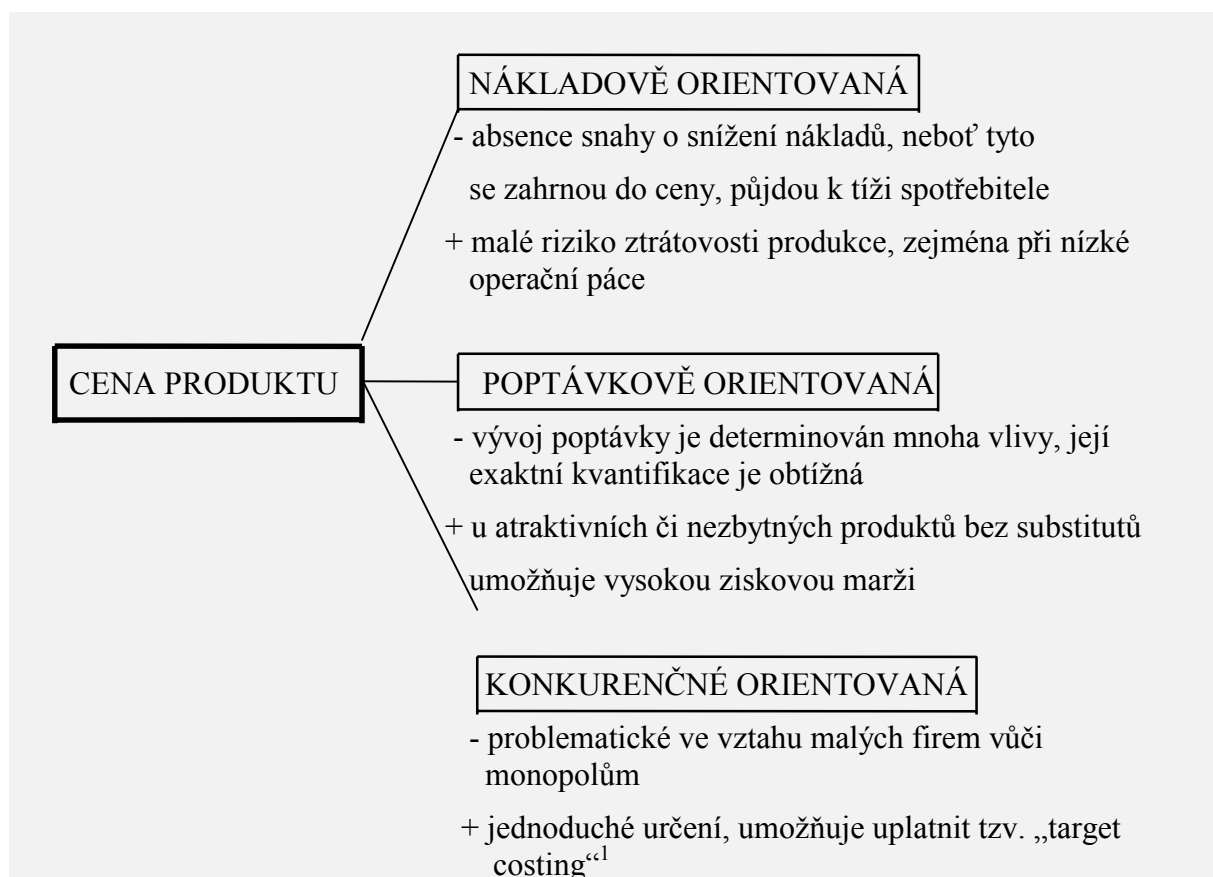 NÁKLADOVĚ ORIENTOVANÁ
- absence snahy o snížení nákladů, neboť tyto
se zahrnou do ceny, půjdou k tíži spotřebitele
+ malé riziko ztrátovosti produkce, zejména při nízké
operační páce
CENA PRODUKTU
POPTÁVKOVĚ ORIENTOVANÁ
- vývoj poptávky je determinován mnoha vlivy, její
exaktní kvantifikace je obtížná
+ u atraktivních či nezbytných produktů bez substitutů
umožňuje vysokou ziskovou marži
KONKURENČNÉ ORIENTOVANÁ
- problematické ve vztahu malých firem vůči
monopolům
+ jednoduché určení, umožňuje uplatnit tzv. „target
costing“1